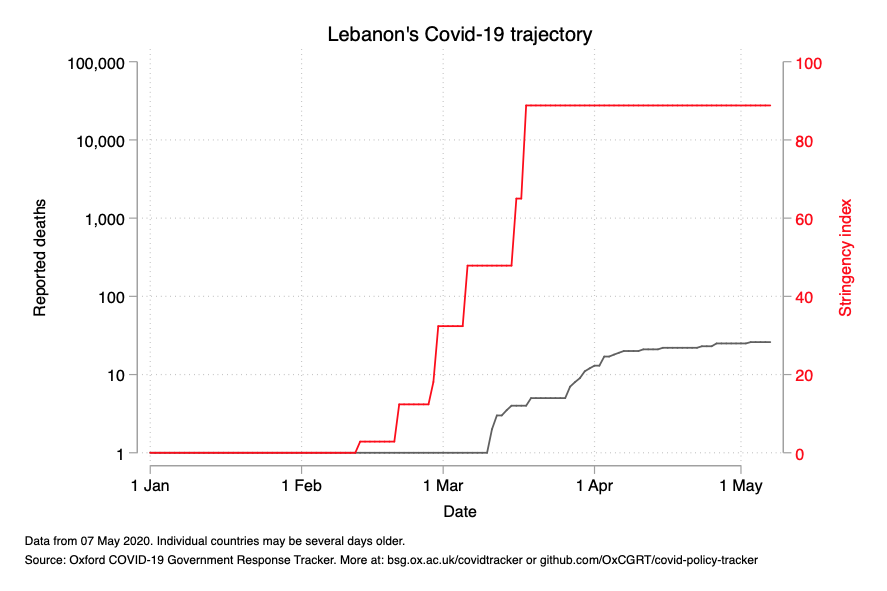 Lebanon's Covid-19 trajectory
100,000
10,000
1,000
100
10
1
Reported deaths
100
80
60
40
20
0
Stringency index
1 Jan
1 Feb
1 Mar
1 Apr
1 May
Date
Data from 07 May 2020. Individual countries may be several days older.
Source: Oxford COVID-19 Government Response Tracker. More at: bsg.ox.ac.uk/covidtracker or github.com/OxCGRT/covid-policy-tracker